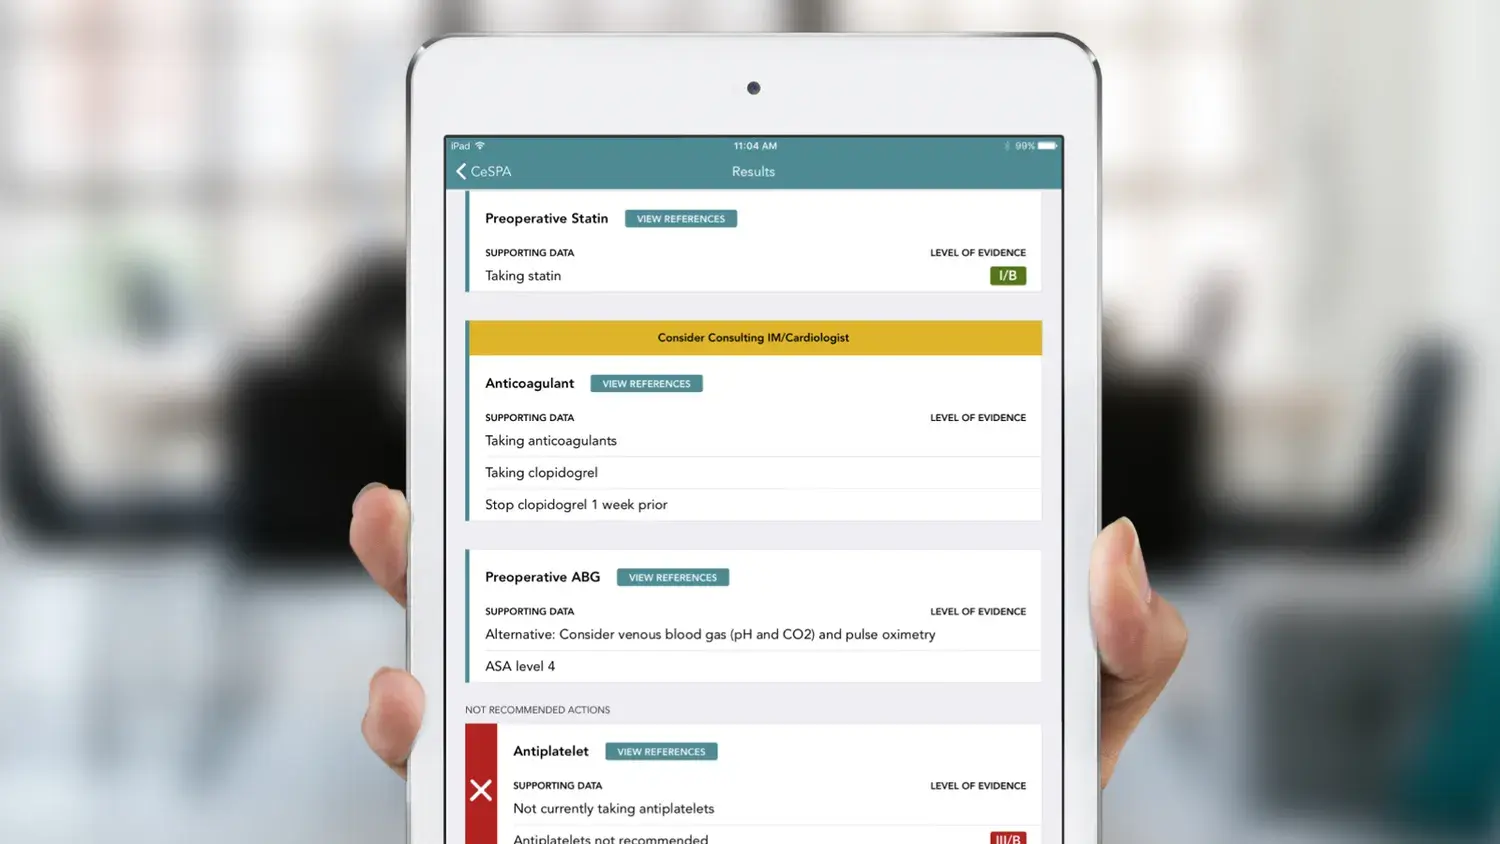 iPad 11:04 AM 99%
CeSPA Results
Preoperative Statin VIEW REFERENCES
SUPPORTING DATA LEVEL OF EVIDENCE
Taking statin I/B
Consider Consulting IM/Cardiologist
Anticoagulant VIEW REFERENCES
SUPPORTING DATA LEVEL OF EVIDENCE
Taking anticoagulants
Taking clopidogrel
Stop clopidogrel 1 week prior
Preoperative ABG VIEW REFERENCES
SUPPORTING DATA LEVEL OF EVIDENCE
Alternative: Consider venous blood gas (pH and CO2) and pulse oximetry
ASA level 4
NOT RECOMMENDED ACTIONS
Antiplatelet VIEW REFERENCES
SUPPORTING DATA LEVEL OF EVIDENCE
Not currently taking antiplatelets
Antiplatelets not recommended III/B